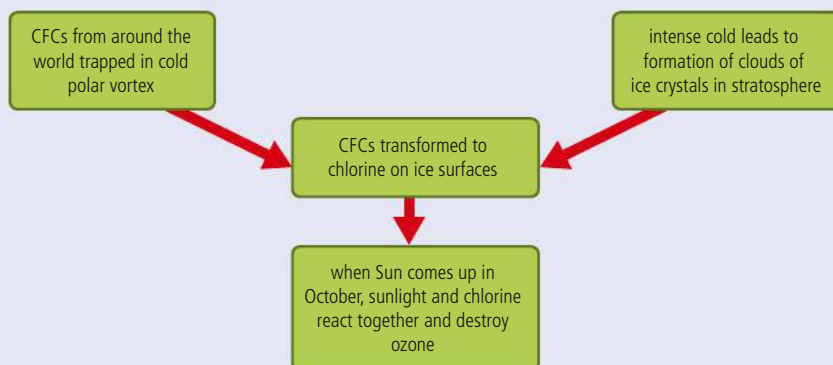 CFCs from around the
world trapped in cold
polar vortex
intense cold leads to
formation of clouds of
ice crystals in stratosphere
CFCs transformed to
chlorine on ice surfaces
when Sun comes up in
October, sunlight and chlorine
react together and destroy
ozone